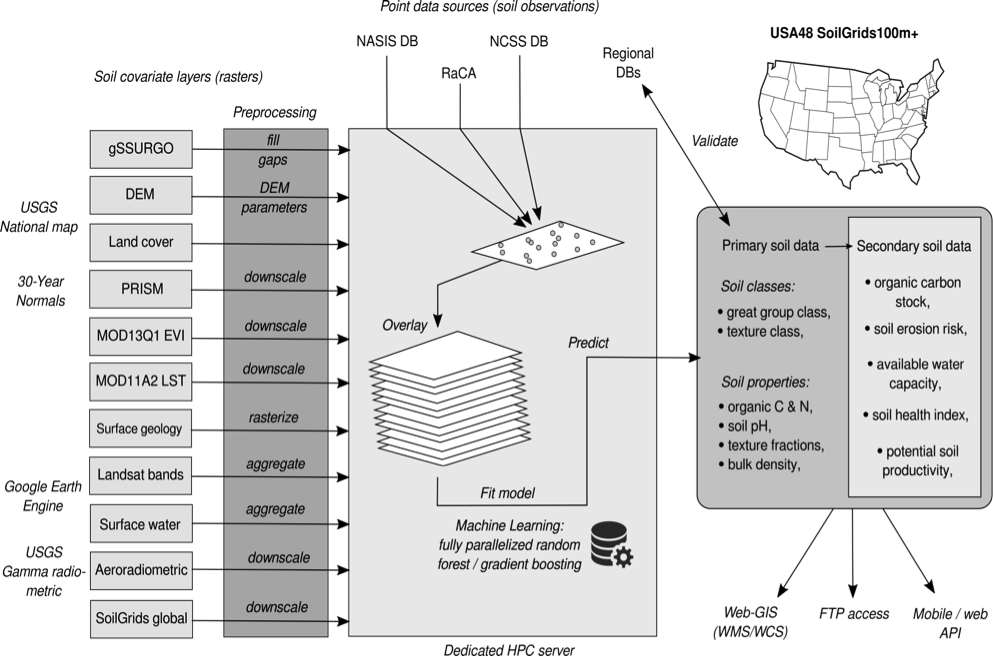 Point data sources (soil observations)
NASIS DB
NCSS DB
RaCA
Regional
DBs
USA48 SoilGrids100m+
Soil covariate layers (rasters)
Preprocessing
Validate
gSSURGO
fill
gaps
DEM
DEM
parameters
USGS
National map
Land cover
30-Year
Normals
PRISM
downscale
MOD13Q1 EVI
downscale
MOD11A2 LST
downscale
Surface geology
rasterize
Landsat bands
aggregate
Google Earth
Engine
Surface water
aggregate
USGS
Gamma radio-
metric
Aeroradiometric
downscale
SoilGrids global
downscale
Overlay
Predict
Fit model
Machine Learning:
fully parallelized random
forest / gradient boosting
Dedicated HPC server
Primary soil data
Soil classes:
• great group class,
• texture class,
Soil properties:
• organic C & N,
• soil pH,
• texture fractions,
• bulk density,
Secondary soil data
• organic carbon
stock,
• soil erosion risk,
• available water
capacity,
• soil health index,
• potential soil
productivity,
Web-GIS
(WMS/WCS)
FTP access
Mobile / web
API